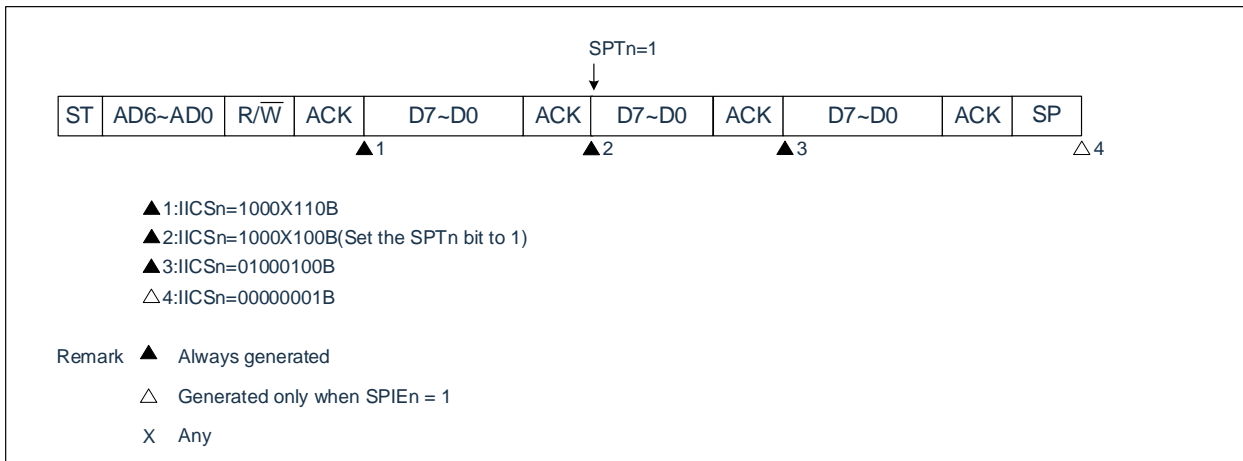 SPTn=1
ST AD6~AD0 R/W̅ ACK D7~D0 ACK D7~D0 ACK D7~D0 ACK SP
▲1 ▲2 ▲3 △4
▲1:IICSn=1000X110B
▲2:IICSn=1000X100B(Set the SPTn bit to 1)
▲3:IICSn=01000100B
△4:IICSn=00000001B
Remark ▲ Always generated
△ Generated only when SPIEn = 1
X Any